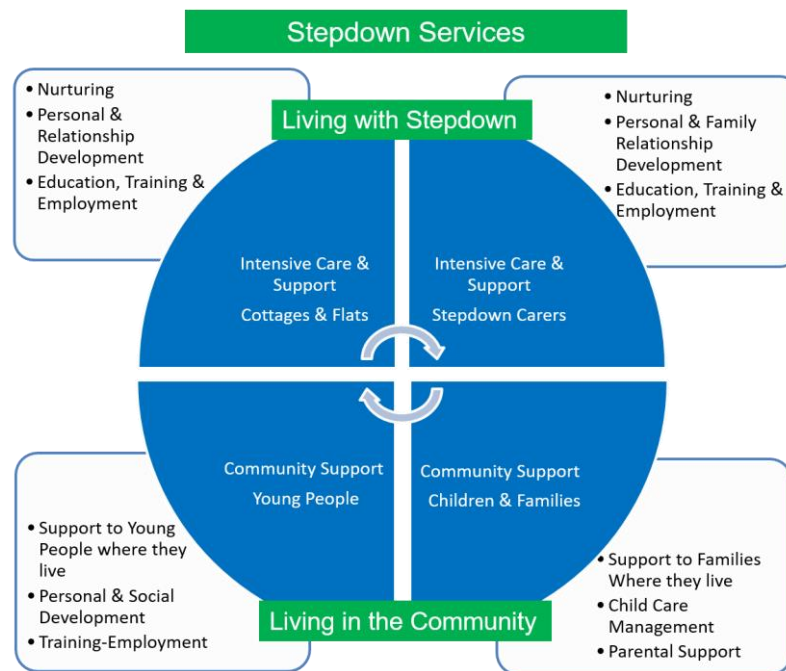 Stepdown Services
• Nurturing
• Personal &
Relationship
Development
• Education, Training &
Employment
Living with Stepdown
• Nurturing
• Personal & Family
Relationship
Development
• Education, Training &
Employment
Intensive Care &
Support
Cottages & Flats
Intensive Care &
Support
Stepdown Carers
Community Support
Young People
Community Support
Children & Families
• Support to Young
People where they
live
• Personal & Social
Development
• Training-Employment
Living in the Community
• Support to Families
Where they live
• Child Care
Management
• Parental Support